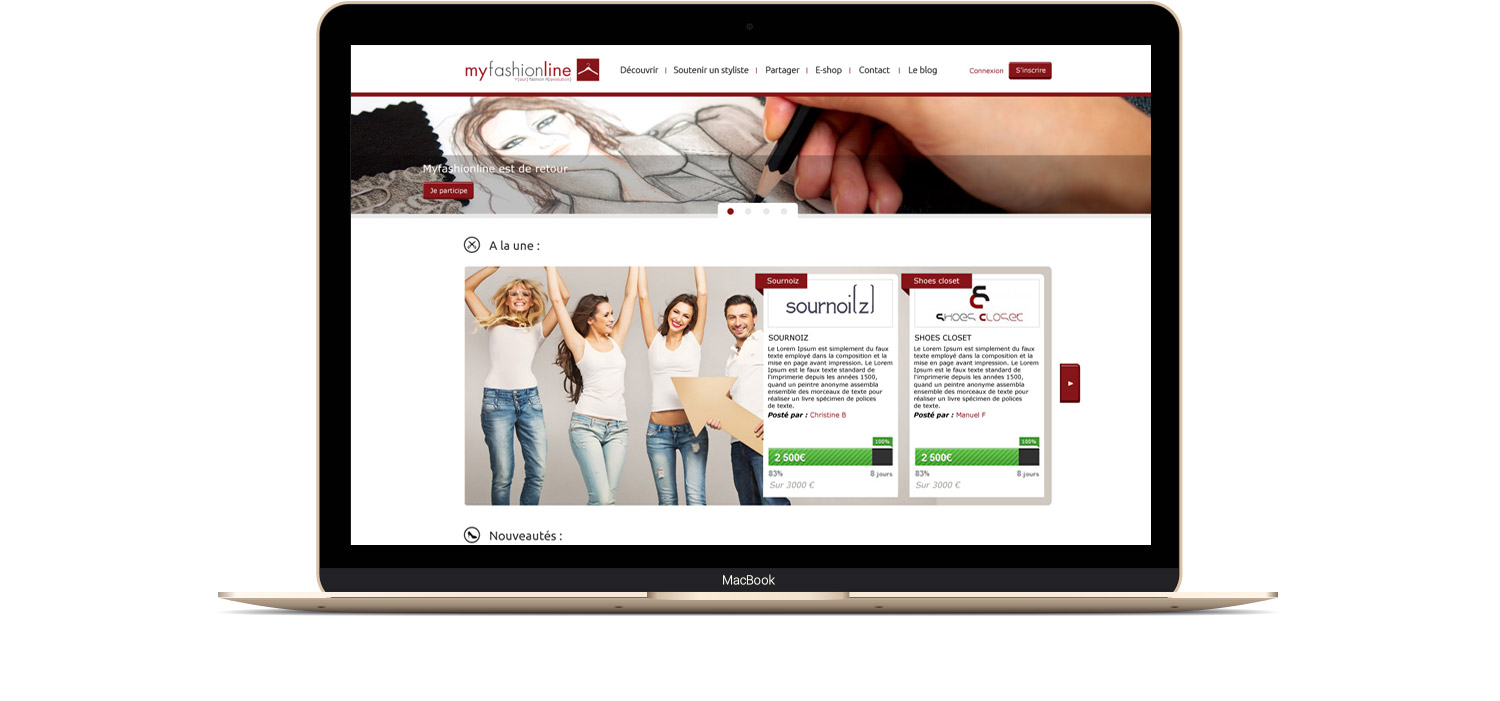 myfashionline
Découvrir | Soutenir un styliste | Partager | E-shop | Contact | Le blog
Connexion S'inscrire
Myfashionline est de retour
Je participe
A la une :
Sournoiz
sournoi[z]
SOURNOIZ
Le Lorem Ipsum est simplement du faux
texte employé dans la composition et la
mise en page avant impression. Le Lorem
Ipsum est le faux texte standard de
l'imprimerie depuis les années 1500,
quand un peintre anonyme assembla
ensemble des morceaux de texte pour
réaliser un livre spécimen de polices
de texte.
Posté par : Christine B
100%
2 500€
83% 8 jours
Sur 3000 €
Shoes closet
SHOES CLOSET
SHOES CLOSET
Le Lorem Ipsum est simplement du faux
texte employé dans la composition et la
mise en page avant impression. Le Lorem
Ipsum est le faux texte standard de
l'imprimerie depuis les années 1500,
quand un peintre anonyme assembla
ensemble des morceaux de texte pour
réaliser un livre spécimen de polices
de texte.
Posté par : Manuel F
100%
2 500€
83% 8 jours
Sur 3000 €
Nouveautés :
MacBook